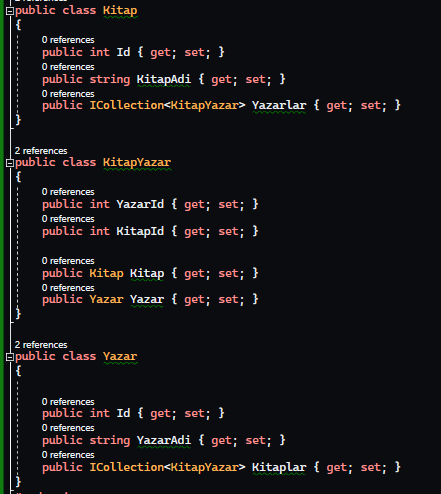 public class Kitap
{
0 references
public int Id { get; set; }
0 references
public string KitapAdi { get; set; }
0 references
public ICollection<KitapYazar> Yazarlar { get; set; }
}
2 references
public class KitapYazar
{
0 references
public int YazarId { get; set; }
0 references
public int KitapId { get; set; }
0 references
public Kitap Kitap { get; set; }
0 references
public Yazar Yazar { get; set; }
}
2 references
public class Yazar
{
0 references
public int Id { get; set; }
0 references
public string YazarAdi { get; set; }
0 references
public ICollection<KitapYazar> Kitaplar { get; set; }
}